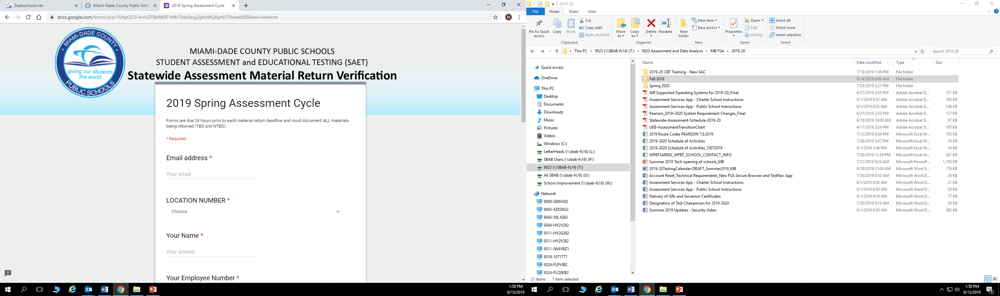 Dadeschools.net
Miami-Dade County Public Schoo
2019 Spring Assessment Cycle
docs.google.com/forms/d/e/1FAIpQLSf-6nJnZFBkfW0F1MbTVds5ergZgAnWLjKpXkTYbowbX0S8nA/viewform
M
MIAMI-DADE COUNTY
giving our students
the world
PUBLIC SCHOOLS
MIAMI-DADE COUNTY PUBLIC SCHOOLS
STUDENT ASSESSMENT and EDUCATIONAL TESTING (SAET)
Statewide Assessment Material Return Verification
2019 Spring Assessment Cycle
Forms are due 24 hours prior to each material return deadline and must document ALL materials
being returned (TBS and NTBS).
* Required
Email address *
Your email
LOCATION NUMBER *
Choose
Your Name *
Your answer
Your Employee Number *
1:50 PM
8/15/2019
2019-20
File Home Share View
Pin to Quick access
Copy
Paste
Cut
Copy path
Paste shortcut
Clipboard
Move to
Copy to
Delete
Rename
Organize
New folder
New item
Easy access
New
Properties
Open
Edit
History
Open
Select all
Select none
Invert selection
Select
This PC > 9023 (\\SBAB-fs14) (T:) > 9023 Assessment and Data Analysis > MB FSA > 2019-20
Search 2019-20
Quick access
OneDrive
This PC
Desktop
Documents
Downloads
Music
Pictures
Videos
Windows (C:)
LetterHeads (\\sbab-fs16) (L:)
SBAB Users (\\sbab-fs16) (P:)
9023 (\\SBAB-fs14) (T:)
All SBAB (\\sbab-fs16) (U:)
School Improvement (\\sbab-fs10) (W:)
Network
9009-GD6VJ02
9043-4Z83N22
9043-50LJGB2
9304-HY2Y282
9311-HY2G382
9311-HY2V282
9311-JW4YBZ1
9319-1071777
9324-FLPVJB2
9324-FLQ0KB2
Name Date modified Type Size
2019-20 CBT Training - New SAC 7/18/2019 1:36 PM File folder
Fall 2019 8/14/2019 8:06 AM File folder
Spring 2020 7/24/2019 3:21 PM File folder
AIR Supported Operating Systems for 2019–20_Final 6/27/2019 2:55 PM Adobe Acrobat D... 131 KB
Assessment Services App - Charter School Instructions 8/1/2019 8:52 AM Adobe Acrobat D... 195 KB
Assessment Services App - Public School Instructions 8/1/2019 8:53 AM Adobe Acrobat D... 146 KB
Pearson_2019–2020 System Requirement Changes_Final 6/27/2019 2:55 PM Adobe Acrobat D... 137 KB
Statewide-Assessment-Schedule-2019-20 6/18/2019 10:00 AM Adobe Acrobat D... 97 KB
UEB-AssessmentTransitionChart 4/11/2019 3:24 PM Adobe Acrobat D... 105 KB
2019 Route Codes PEARSON 7.8.2019 7/12/2019 3:54 PM Microsoft Excel W... 193 KB
2019-2020 Schedule of Activities 7/26/2019 3:47 PM Microsoft Excel W... 18 KB
2019-2020 Schedule of Activities_10072019 8/1/2019 3:44 PM Microsoft Excel W... 18 KB
WPBTSAR002_WPBT_SCHOOL_CONTACT_INFO 7/29/2019 12:39 PM Microsoft Excel W... 241 KB
Summer 2019 Tech opening of schools_MB 7/31/2019 9:24 AM Microsoft PowerP... 1,105 KB
2019-20TestingCalendar-DRAFT_Summer2019_MB 6/18/2019 11:04 AM Microsoft Word 9... 176 KB
Account Reset_Technical Requirements_New FSA Secure Browser and TestNav App 7/30/2019 8:52 AM Microsoft Word D... 26 KB
Assessment Services App - Charter School Instructions 8/1/2019 8:50 AM Microsoft Word D... 21 KB
Assessment Services App - Public School Instructions 8/1/2019 8:50 AM Microsoft Word D... 20 KB
Delivery of ISRs and Governor Certificates 8/1/2019 9:19 AM Microsoft Word D... 17 KB
Designation of Test Chairperson for 2019-2020 7/30/2019 9:15 AM Microsoft Word D... 20 KB
Summer 2019 Updates - Security Video 8/1/2019 8:50 AM Microsoft Word D... 382 KB
21 items 1 item selected
1:50 PM
8/15/2019
1